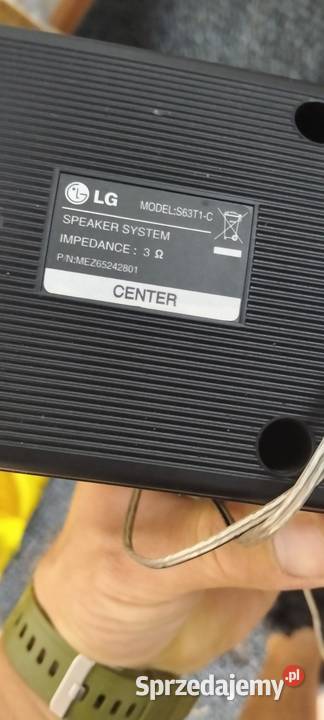 LG MODEL:S63T1-C
SPEAKER SYSTEM
IMPEDANCE : 3 Ω
P/N:MEZ65242801
CENTER
Sprzedajemy.pl